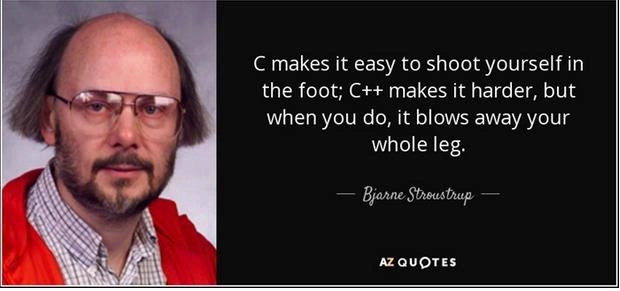 C makes it easy to shoot yourself in
the foot; C++ makes it harder, but
when you do, it blows away your
whole leg.
Bjarne Stroustrup
AZ QUOTES